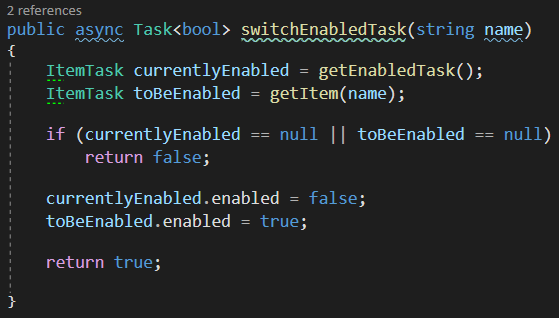 2 references
public async Task<bool> switchEnabledTask(string name)
{
    ItemTask currentlyEnabled = getEnabledTask();
    ItemTask toBeEnabled = getItem(name);

    if (currentlyEnabled == null || toBeEnabled == null)
        return false;

    currentlyEnabled.enabled = false;
    toBeEnabled.enabled = true;

    return true;

}